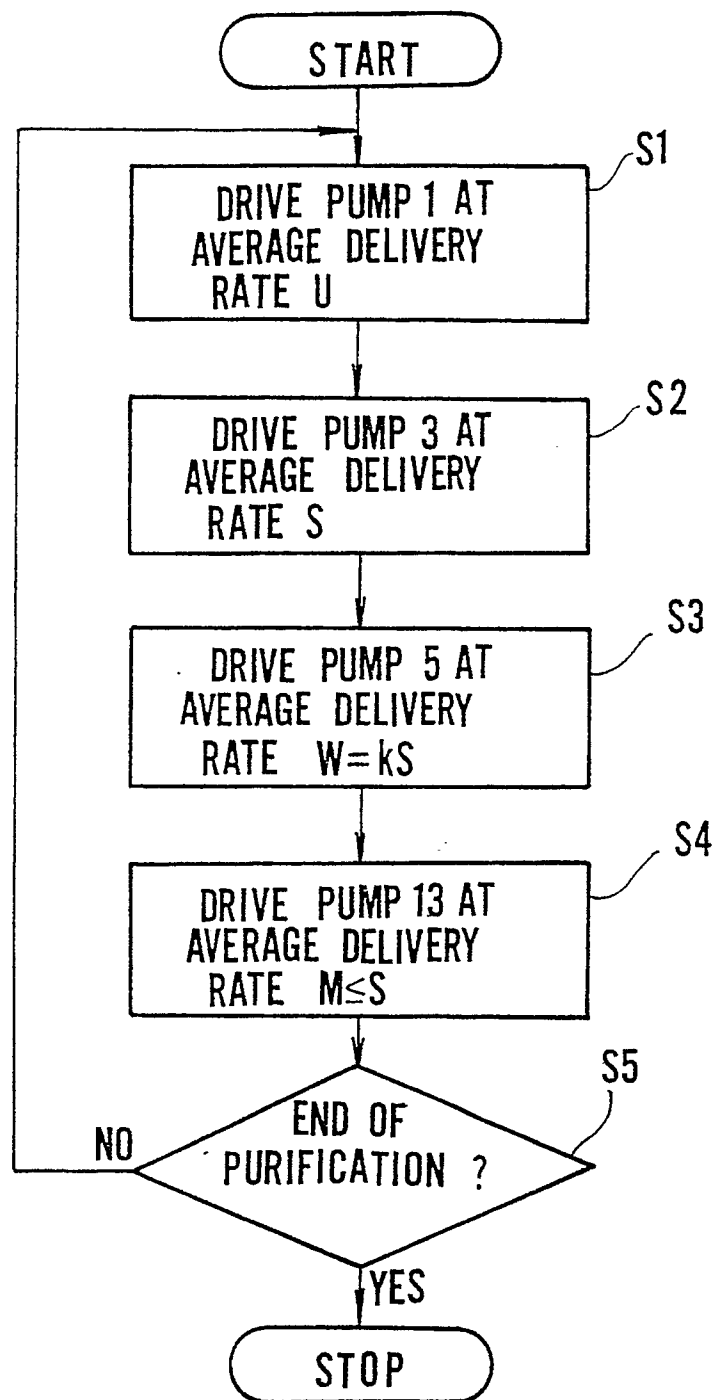 START
S1
DRIVE PUMP 1 AT
AVERAGE DELIVERY
RATE U
S2
DRIVE PUMP 3 AT
AVERAGE DELIVERY
RATE S
S3
DRIVE PUMP 5 AT
AVERAGE DELIVERY
RATE W=kS
S4
DRIVE PUMP 13 AT
AVERAGE DELIVERY
RATE M≤S
S5
END OF
PURIFICATION ?
NO
YES
STOP